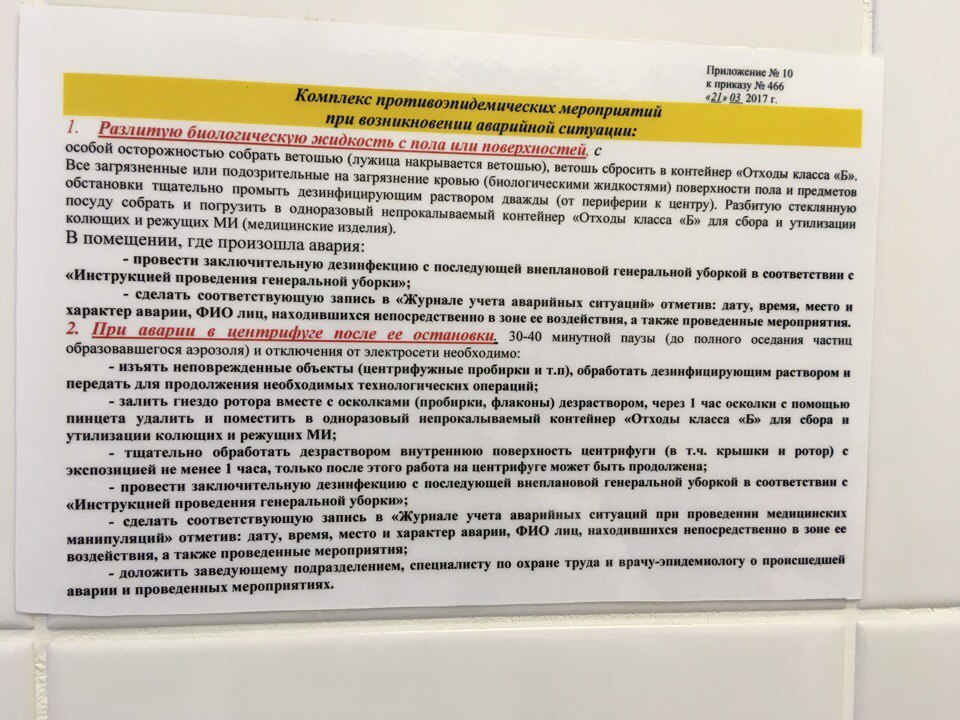 Приложение № 10
к приказу № 466
«21» 03 2017 г.
Комплекс противоэпидемических мероприятий
при возникновении аварийной ситуации:
1. Разлитую биологическую жидкость с пола или поверхностей, с
особой осторожностью собрать ветошью (лужица накрывается ветошью), ветошь сбросить в контейнер «Отходы класса «Б».
Все загрязненные или подозрительные на загрязнение кровью (биологическими жидкостями) поверхности пола и предметов
обстановки тщательно промыть дезинфицирующим раствором дважды (от периферии к центру). Разбитую стеклянную
посуду собрать и погрузить в одноразовый непрокалываемый контейнер «Отходы класса «Б» для сбора и утилизации
колющих и режущих МИ (медицинские изделия).
В помещении, где произошла авария:
- провести заключительную дезинфекцию с последующей внеплановой генеральной уборкой в соответствии с
«Инструкцией проведения генеральной уборки»;
- сделать соответствующую запись в «Журнале учета аварийных ситуаций» отметив: дату, время, место и
характер аварии, ФИО лиц, находившихся непосредственно в зоне ее воздействия, а также проведенные мероприятия.
2. При аварии в центрифуге после ее остановки, 30-40 минутной паузы (до полного оседания частиц
образовавшегося аэрозоля) и отключения от электросети необходимо:
- изъять неповрежденные объекты (центрифужные пробирки и т.п), обработать дезинфицирующим раствором и
передать для продолжения необходимых технологических операций;
- залить гнездо ротора вместе с осколками (пробирки, флаконы) дезраствором, через 1 час осколки с помощью
пинцета удалить и поместить в одноразовый непрокалываемый контейнер «Отходы класса «Б» для сбора и
утилизации колющих и режущих МИ;
- тщательно обработать дезраствором внутреннюю поверхность центрифуги (в т.ч. крышки и ротор) с
экспозицией не менее 1 часа, только после этого работа на центрифуге может быть продолжена;
- провести заключительную дезинфекцию с последующей внеплановой генеральной уборкой в соответствии с
«Инструкцией проведения генеральной уборки»;
- сделать соответствующую запись в «Журнале учета аварийных ситуаций при проведении медицинских
манипуляций» отметив: дату, время, место и характер аварии, ФИО лиц, находившихся непосредственно в зоне ее
воздействия, а также проведенные мероприятия;
- доложить заведующему подразделением, специалисту по охране труда и врачу-эпидемиологу о происшедшей
аварии и проведенных мероприятиях.